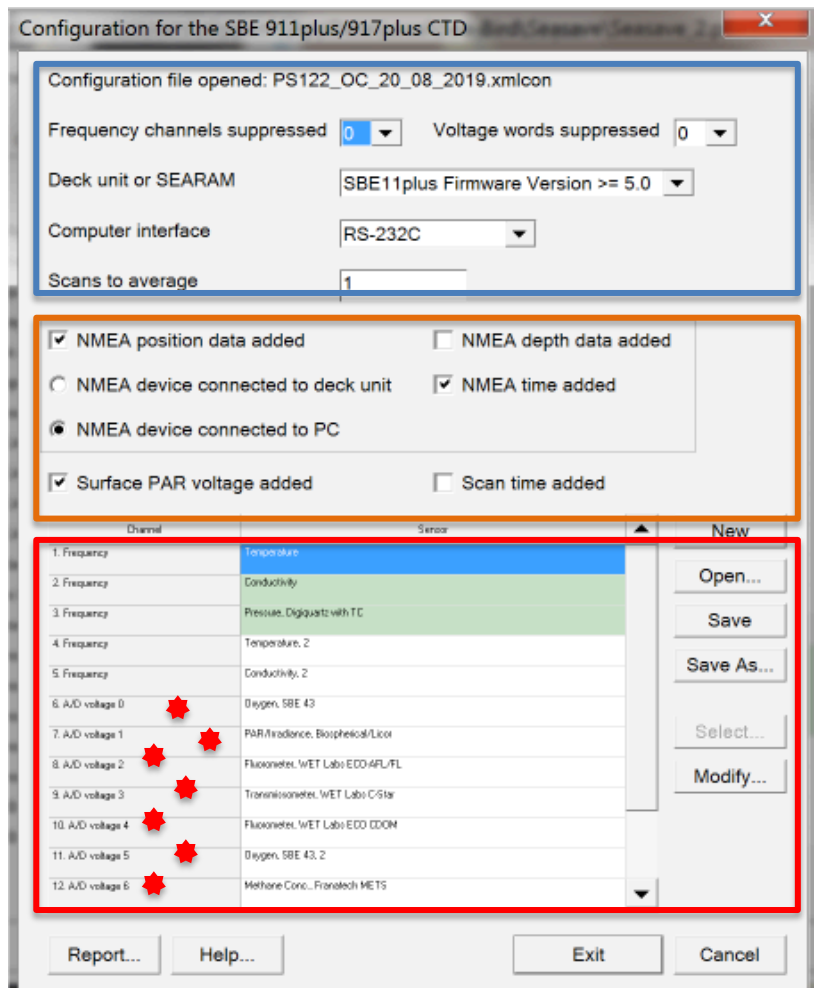 Configuration for the SBE 911plus/917plus CTD
Configuration file opened: PS122_OC_20_08_2019.xmlcon
Frequency channels suppressed 0 Voltage words suppressed 0
Deck unit or SEARAM SBE11plus Firmware Version >= 5.0
Computer interface RS-232C
Scans to average 1
NMEA position data added NMEA depth data added
NMEA device connected to deck unit NMEA time added
NMEA device connected to PC
Surface PAR voltage added Scan time added
Channel Sensor New
1. Frequency Temperature
2. Frequency Conductivity Open...
3. Frequency Pressure, Digiquartz with TC Save
4. Frequency Temperature, 2
5. Frequency Conductivity, 2 Save As...
6. A/D voltage 0 Oxygen, SBE 43
7. A/D voltage 1 PAR/Irradiance, Biospherical/Licor Select...
8. A/D voltage 2 Fluorometer, WET Labs ECO-AFL/FL Modify...
9. A/D voltage 3 Transmissometer, WET Labs C-Star
10. A/D voltage 4 Fluorometer, WET Labs ECO CDOM
11. A/D voltage 5 Oxygen, SBE 43, 2
12. A/D voltage 6 Methane Conc., Franatech METS
Report... Help... Exit Cancel